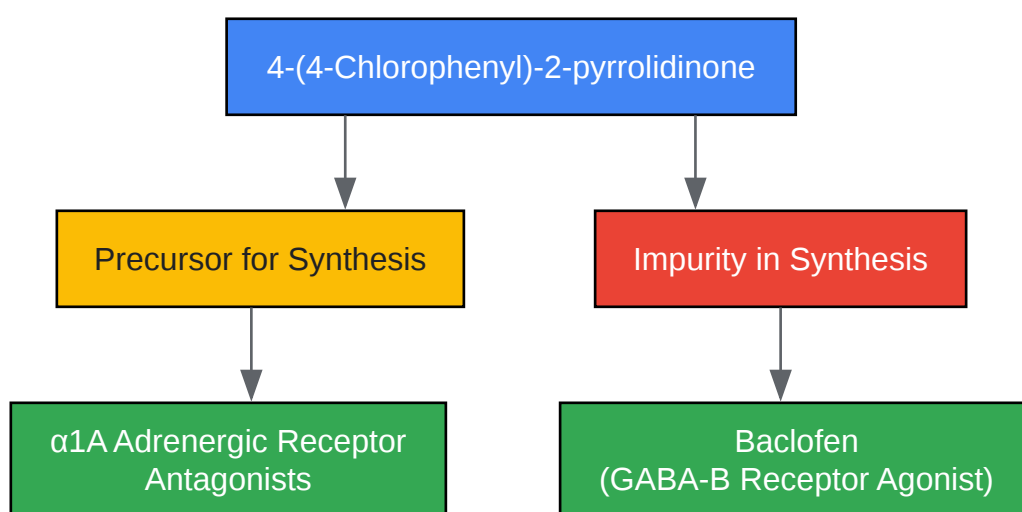 4-(4-Chlorophenyl)-2-pyrrolidinone
Precursor for Synthesis
Impurity in Synthesis
α1A Adrenergic Receptor
Antagonists
Baclofen
(GABA-B Receptor Agonist)